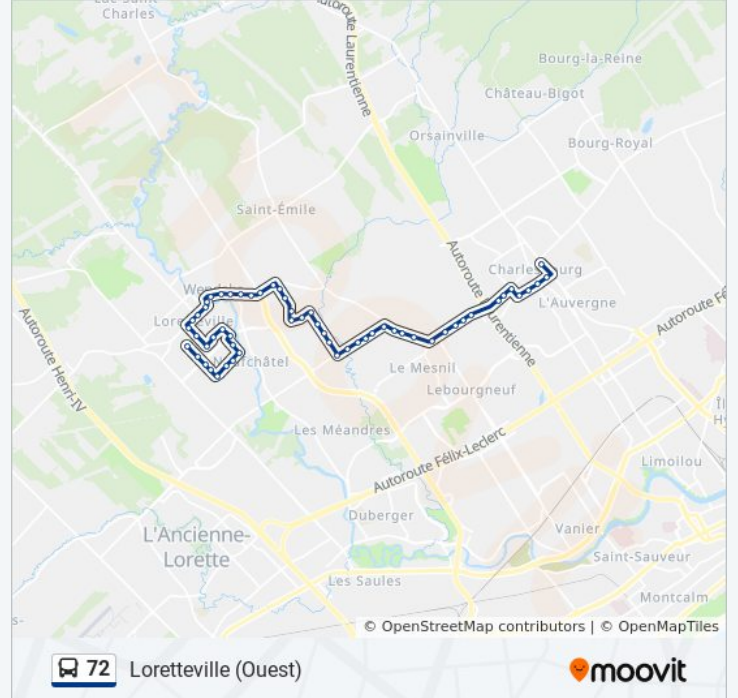 Charles
Autoroute Laurentienne
Bourg-la-Reine
Château-Bigot
Orsainville
Bourg-Royal
Saint-Émile
Charlesbourg
L'Auvergne
Autoroute Laurentienne
Autoroute Fé
Loretteville
Autoroute Henri-IV
Neufchâtel
Le Mesnil
Lebourgneuf
Les Méandres
Autoroute Félix-Leclerc
Limoilou
Duberger
L'Ancienne-
Lorette
Vanier
Saint-Sauveur
Les Saules
Montcalm
© OpenStreetMap contributors | © OpenMapTiles
72 Loretteville (Ouest)
moovit